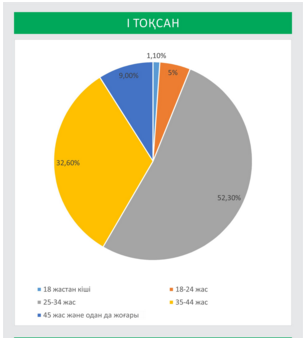 I ТОҚСАН
1,10%
5%
9,00%
32,60%
52,30%
18 жастан кіші
18-24 жас
25-34 жас
35-44 жас
45 жас және одан да жоғары